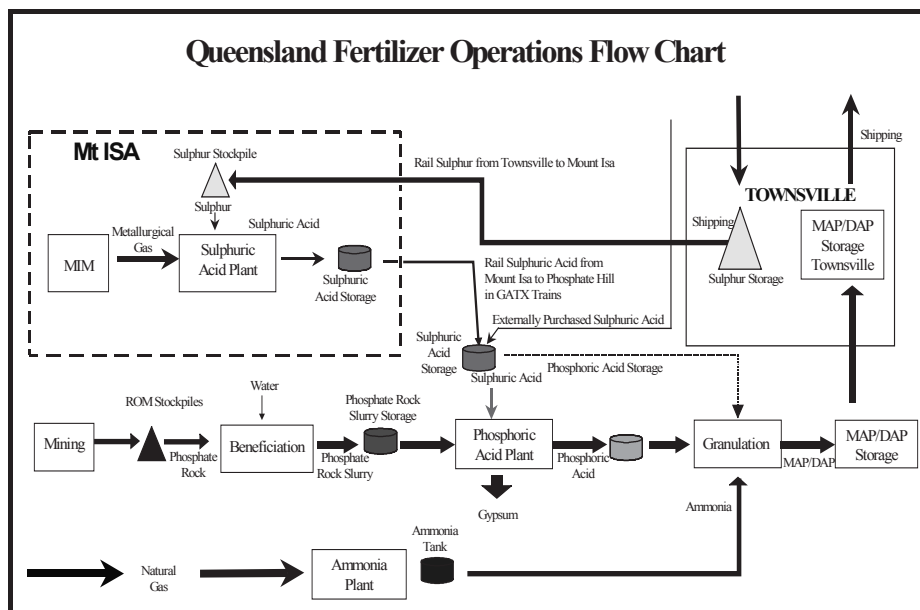 Queensland Fertilizer Operations Flow Chart
Shipping
Mt ISA
Sulphur Stockpile
Rail Sulphur from Townsville to Mount Isa
TOWNSVILLE
Sulphur
Shipping
MAP/DAP
Storage
Townsville
Metallurgical
Gas
Sulphuric Acid
MIM
Sulphuric
Acid Plant
Sulphuric
Acid Storage
Rail Sulphuric Acid from
Mount Isa to Phosphate Hill
in GATX Trains
Sulphur Storage
Externally Purchased Sulphuric Acid
Sulphuric
Acid
Storage
Sulphuric Acid
Phosphoric Acid Storage
Water
ROM Stockpiles
Phosphate Rock
Slurry Storage
Mining
Phosphate
Rock
Beneficiation
Phosphate
Rock Slurry
Phosphoric
Acid Plant
Phosphoric
Acid
Granulation
MAP/DAP
MAP/DAP
Storage
Gypsum
Ammonia
Ammonia
Tank
Natural
Gas
Ammonia
Plant